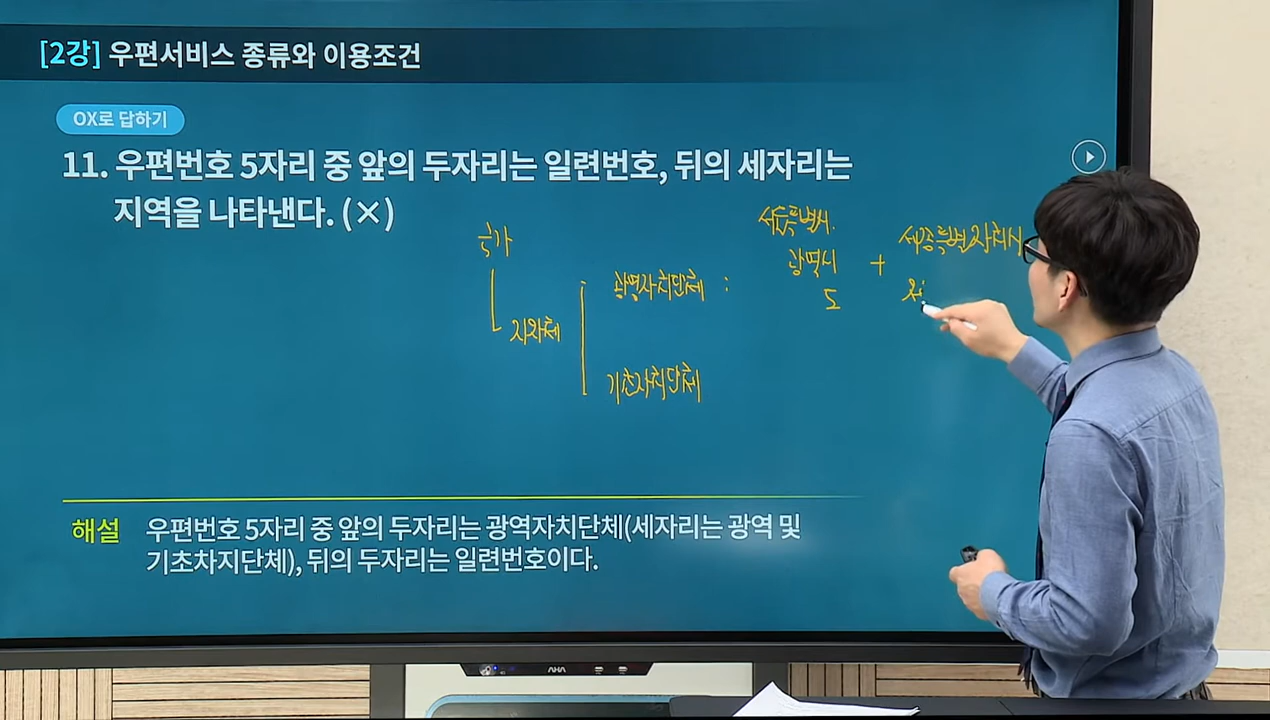 [2강] 우편서비스 종류와 이용조건
OX로 답하기
11. 우편번호 5자리 중 앞의 두자리는 일련번호, 뒤의 세자리는
지역을 나타낸다. (×)
국가
지자체
광역자치단체 :
기초자치단체
서울특별시
광역시
도
+
세종특별자치시
해설
우편번호 5자리 중 앞의 두자리는 광역자치단체(세자리는 광역 및
기초차지단체), 뒤의 두자리는 일련번호이다.
AHA